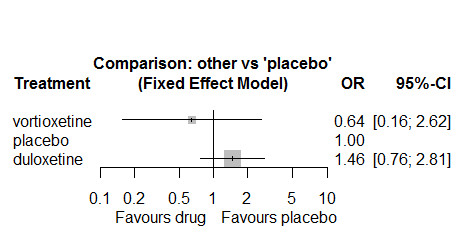 Comparison: other vs 'placebo'
Treatment (Fixed Effect Model) OR 95%-CI
vortioxetine 0.64 [0.16; 2.62]
placebo 1.00
duloxetine 1.46 [0.76; 2.81]
0.1 0.2 0.5 1 2 5 10
Favours drug Favours placebo